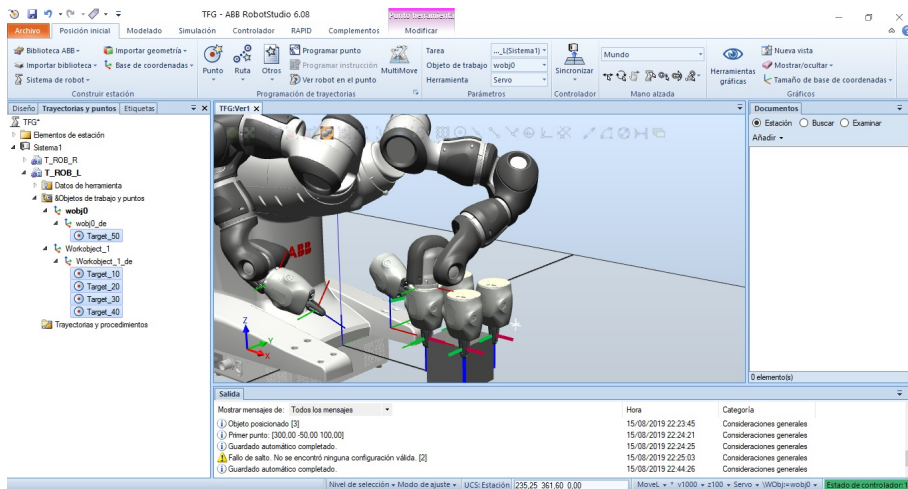 TFG - ABB RobotStudio 6.08
Punto herramienta
Archivo Posición inicial Modelado Simulación Controlador RAPID Complementos Modificar
Biblioteca ABB
Importar biblioteca
Sistema de robot
Importar geometría
Base de coordenadas
Construir estación
Punto Ruta Otros
Programar punto
Programar instrucción
Ver robot en el punto
MultiMove
Programación de trayectorias
Tarea ..._L(Sistema1)
Objeto de trabajo wobj0
Herramienta Servo
Parámetros
Sincronizar
Controlador
Mundo
Mano alzada
Herramientas gráficas
Nueva vista
Mostrar/ocultar
Tamaño de base de coordenadas
Gráficos
Diseño Trayectorias y puntos Etiquetas
TFG*
Elementos de estación
Sistema1
T_ROB_R
T_ROB_L
Datos de herramienta
&Objetos de trabajo y puntos
wobj0
wobj0_de
Target_50
Workobject_1
Workobject_1_de
Target_10
Target_20
Target_30
Target_40
Trayectorias y procedimientos
TFG:Ver1
ABB
Z
Y
X
Documentos
Estación Buscar Examinar
Añadir
0 elemento(s)
Salida
Mostrar mensajes de: Todos los mensajes Hora Categoría
Objeto posicionado [3] 15/08/2019 22:23:45 Consideraciones generales
Primer punto: [300,00 -50,00 100,00] 15/08/2019 22:24:21 Consideraciones generales
Guardado automático completado. 15/08/2019 22:24:25 Consideraciones generales
Fallo de salto. No se encontró ninguna configuración válida. [2] 15/08/2019 22:25:03 Consideraciones generales
Guardado automático completado. 15/08/2019 22:44:26 Consideraciones generales
Nivel de selección Modo de ajuste UCS: Estación 235,25 361,60 0,00 MoveL * v1000 z100 Servo \WObj:=wobj0 Estado de controlador: 1